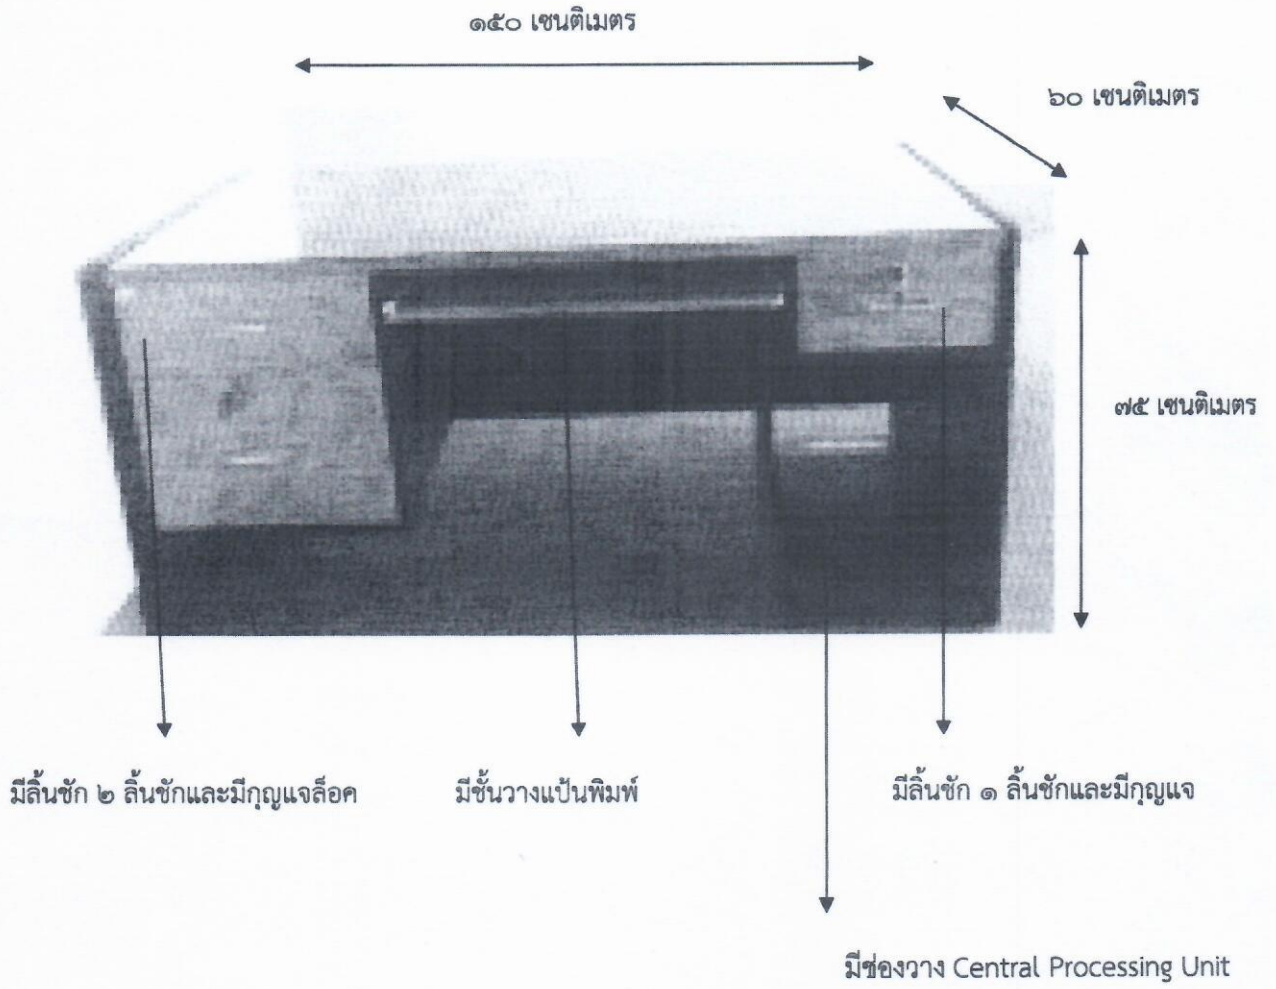 ๑๕๐ เซนติเมตร
๖๐ เซนติเมตร
๗๕ เซนติเมตร
มีลิ้นชัก ๒ ลิ้นชักและมีกุญแจล็อค
มีชั้นวางแป้นพิมพ์
มีลิ้นชัก ๑ ลิ้นชักและมีกุญแจ
มีช่องวาง Central Processing Unit